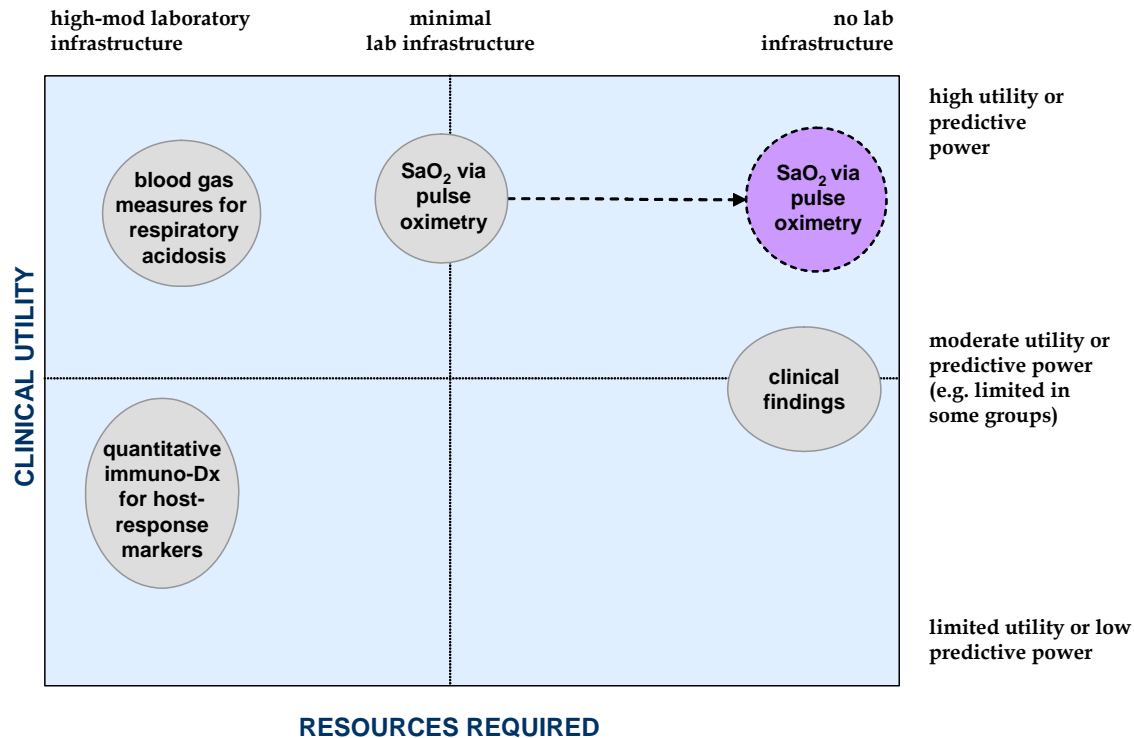 high-mod laboratory
infrastructure
minimal
lab infrastructure
no lab
infrastructure
high utility or
predictive
power
blood gas
measures for
respiratory
acidosis
SaO₂ via
pulse
oximetry
SaO₂ via
pulse
oximetry
CLINICAL UTILITY
moderate utility or
predictive power
(e.g. limited in
some groups)
clinical
findings
quantitative
immuno-Dx
for host-
response
markers
limited utility or low
predictive power
RESOURCES REQUIRED